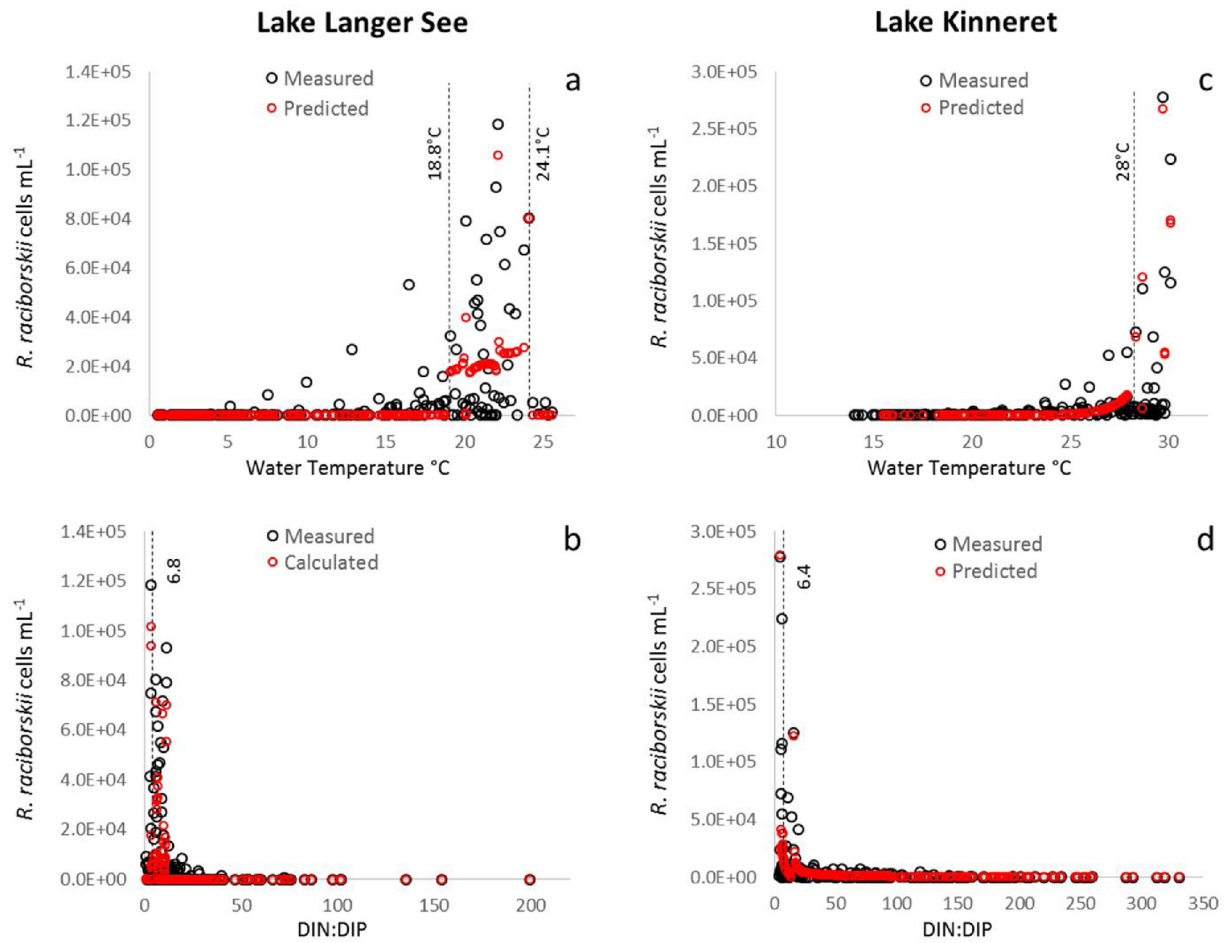 Lake Langer See
Lake Kinneret
a
Measured
Predicted
18.8°C
24.1°C
1.4E+05
1.2E+05
1.0E+05
8.0E+04
6.0E+04
4.0E+04
2.0E+04
0.0E+00
R. raciborskii cells mL⁻¹
0 5 10 15 20 25
Water Temperature °C
c
Measured
Predicted
28°C
3.0E+05
2.5E+05
2.0E+05
1.5E+05
1.0E+05
5.0E+04
0.0E+00
R. raciborskii cells mL⁻¹
10 15 20 25 30
Water Temperature °C
b
Measured
Calculated
6.8
1.4E+05
1.2E+05
1.0E+05
8.0E+04
6.0E+04
4.0E+04
2.0E+04
0.0E+00
R. raciborskii cells mL⁻¹
0 50 100 150 200
DIN:DIP
d
Measured
Predicted
6.4
3.0E+05
2.5E+05
2.0E+05
1.5E+05
1.0E+05
5.0E+04
0.0E+00
R. raciborskii cells mL⁻¹
0 50 100 150 200 250 300 350
DIN:DIP